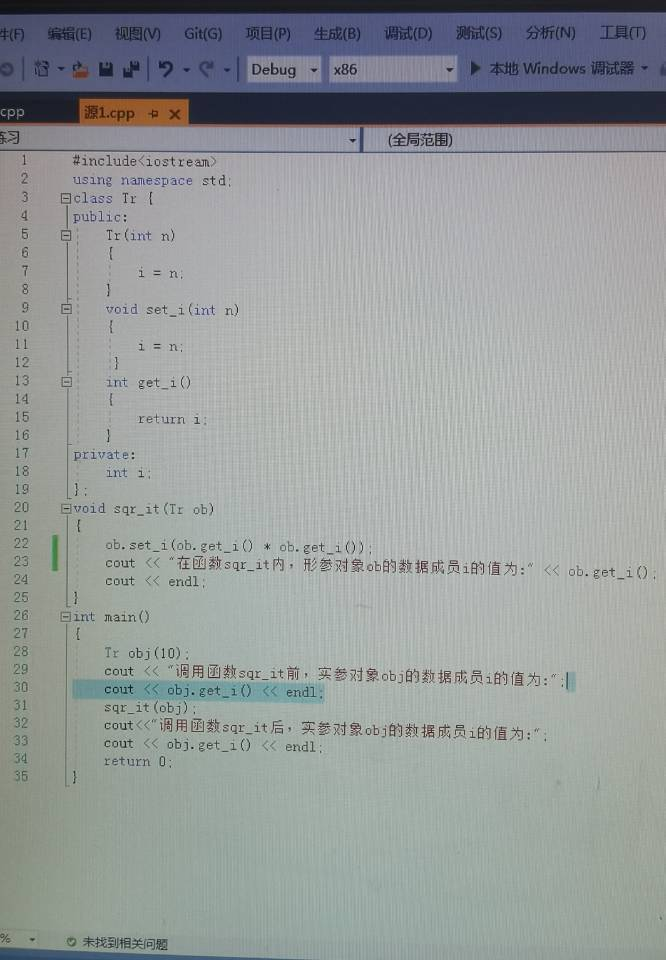 件(F) 编辑(E) 视图(V) Git(G) 项目(P) 生成(B) 调试(D) 测试(S) 分析(N) 工具(T)
Debug x86 本地 Windows 调试器
cpp 源1.cpp
练习 (全局范围)
1 #include<iostream>
2 using namespace std;
3 class Tr {
4 public:
5 Tr(int n)
6 {
7 i = n;
8 }
9 void set_i(int n)
10 {
11 i = n;
12 }
13 int get_i()
14 {
15 return i;
16 }
17 private:
18 int i;
19 };
20 void sqr_it(Tr ob)
21 {
22 ob.set_i(ob.get_i() * ob.get_i());
23 cout << "在函数sqr_it内，形参对象ob的数据成员i的值为:" << ob.get_i();
24 cout << endl;
25 }
26 int main()
27 {
28 Tr obj(10);
29 cout << "调用函数sqr_it前，实参对象obj的数据成员i的值为:";
30 cout << obj.get_i() << endl;
31 sqr_it(obj);
32 cout<<"调用函数sqr_it后，实参对象obj的数据成员i的值为:";
33 cout << obj.get_i() << endl;
34 return 0;
35 }
% 未找到相关问题